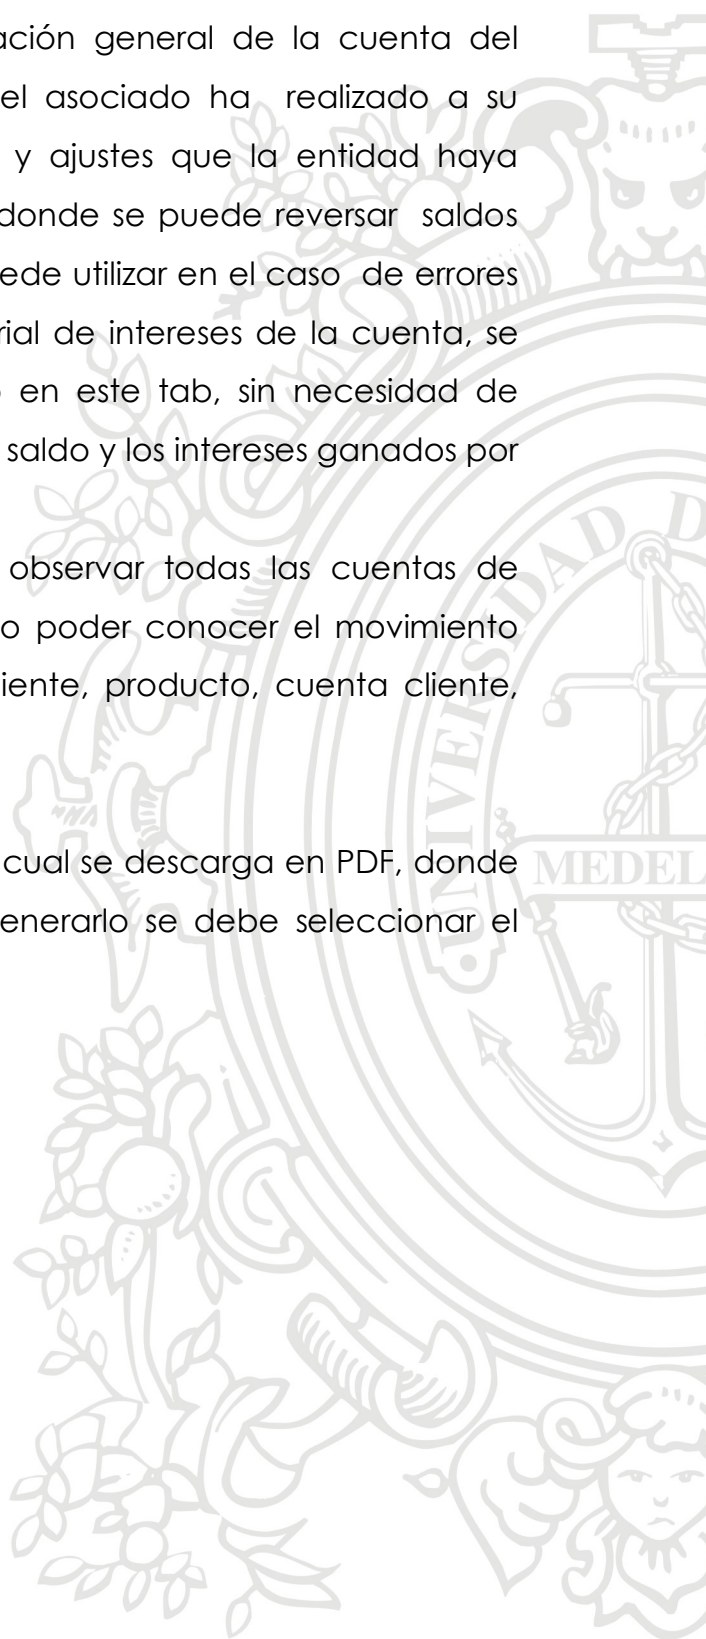 ación general de la cuenta del
el asociado ha realizado a su
y ajustes que la entidad haya
donde se puede reversar saldos
ede utilizar en el caso de errores
rial de intereses de la cuenta, se
en este tab, sin necesidad de
saldo y los intereses ganados por
observar todas las cuentas de
o poder conocer el movimiento
iente, producto, cuenta cliente,
cual se descarga en PDF, donde
enerarlo se debe seleccionar el
UNIVERSIDAD D
MEDEL